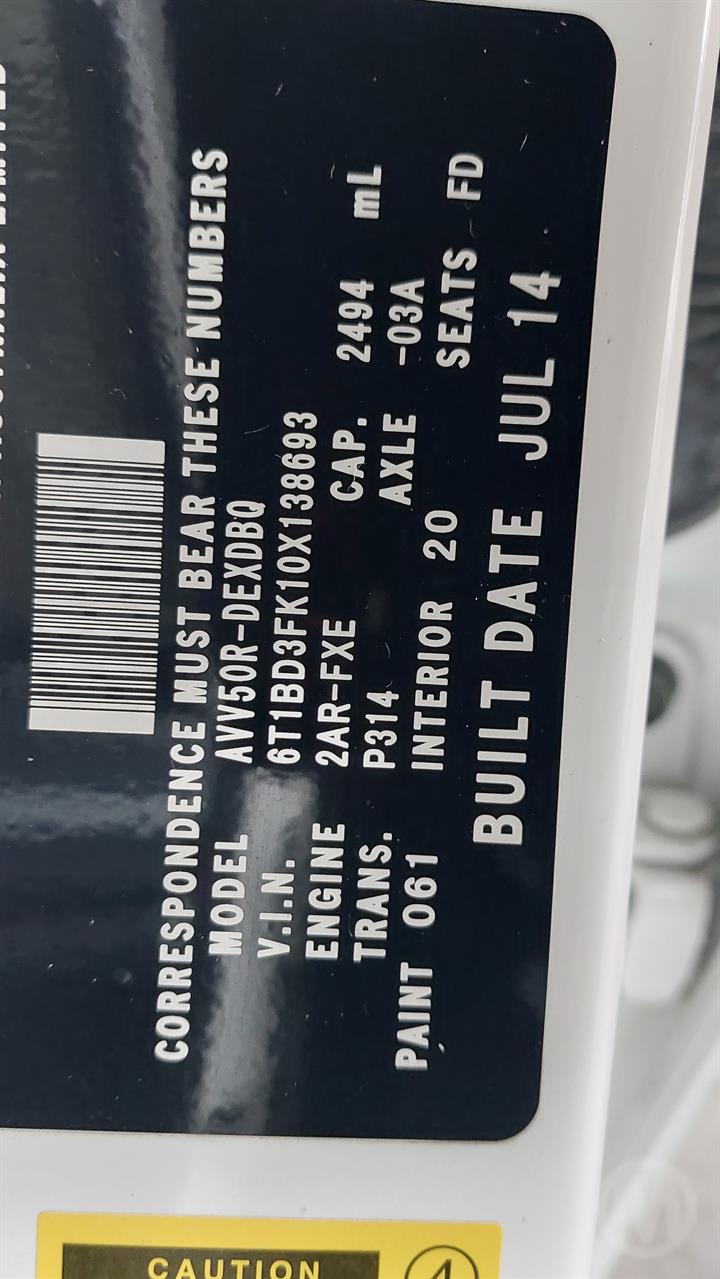 CORRESPONDENCE MUST BEAR THESE NUMBERS
MODEL AVV50R-DEXDBQ
V.I.N. 6T1BD3FK10X138693
ENGINE 2AR-FXE CAP. 2494 mL
TRANS. P314 AXLE -03A
PAINT 061 INTERIOR 20 SEATS FD
BUILT DATE JUL 14
CAUTION